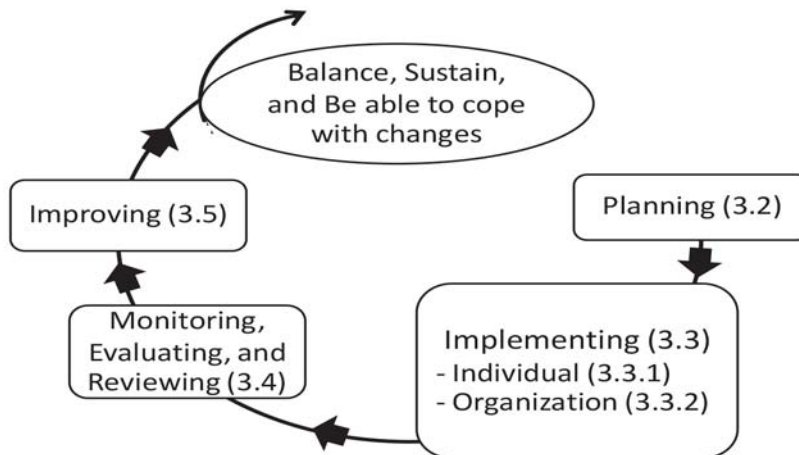 Balance, Sustain,
and Be able to cope
with changes
Improving (3.5)
Planning (3.2)
Monitoring,
Evaluating, and
Reviewing (3.4)
Implementing (3.3)
- Individual (3.3.1)
- Organization (3.3.2)